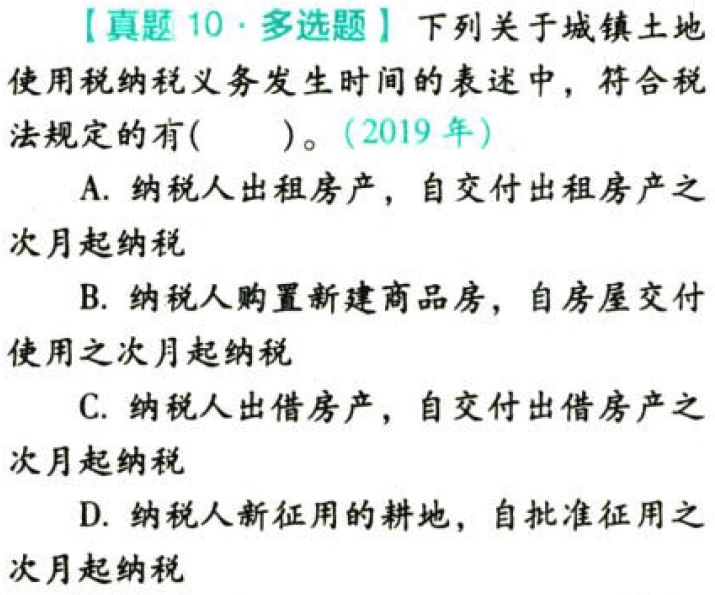 【真题 10·多选题】下列关于城镇土地
使用税纳税义务发生时间的表述中，符合税
法规定的有(　　)。（2019 年）
A. 纳税人出租房产，自交付出租房产之
次月起纳税
B. 纳税人购置新建商品房，自房屋交付
使用之次月起纳税
C. 纳税人出借房产，自交付出借房产之
次月起纳税
D. 纳税人新征用的耕地，自批准征用之
次月起纳税